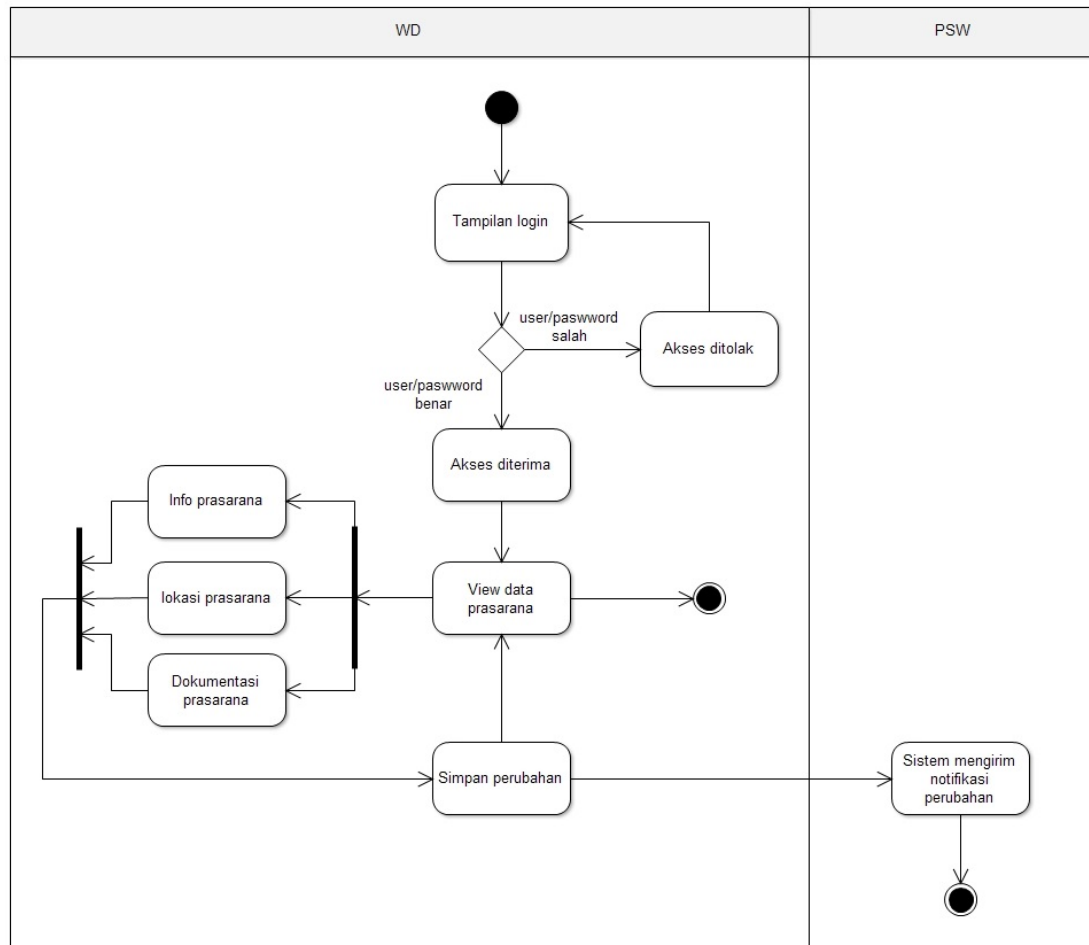 WD
PSW
Tampilan login
user/paswword
salah
Akses ditolak
user/paswword
benar
Akses diterima
Info prasarana
lokasi prasarana
View data
prasarana
Dokumentasi
prasarana
Simpan perubahan
Sistem mengirim
notifikasi
perubahan